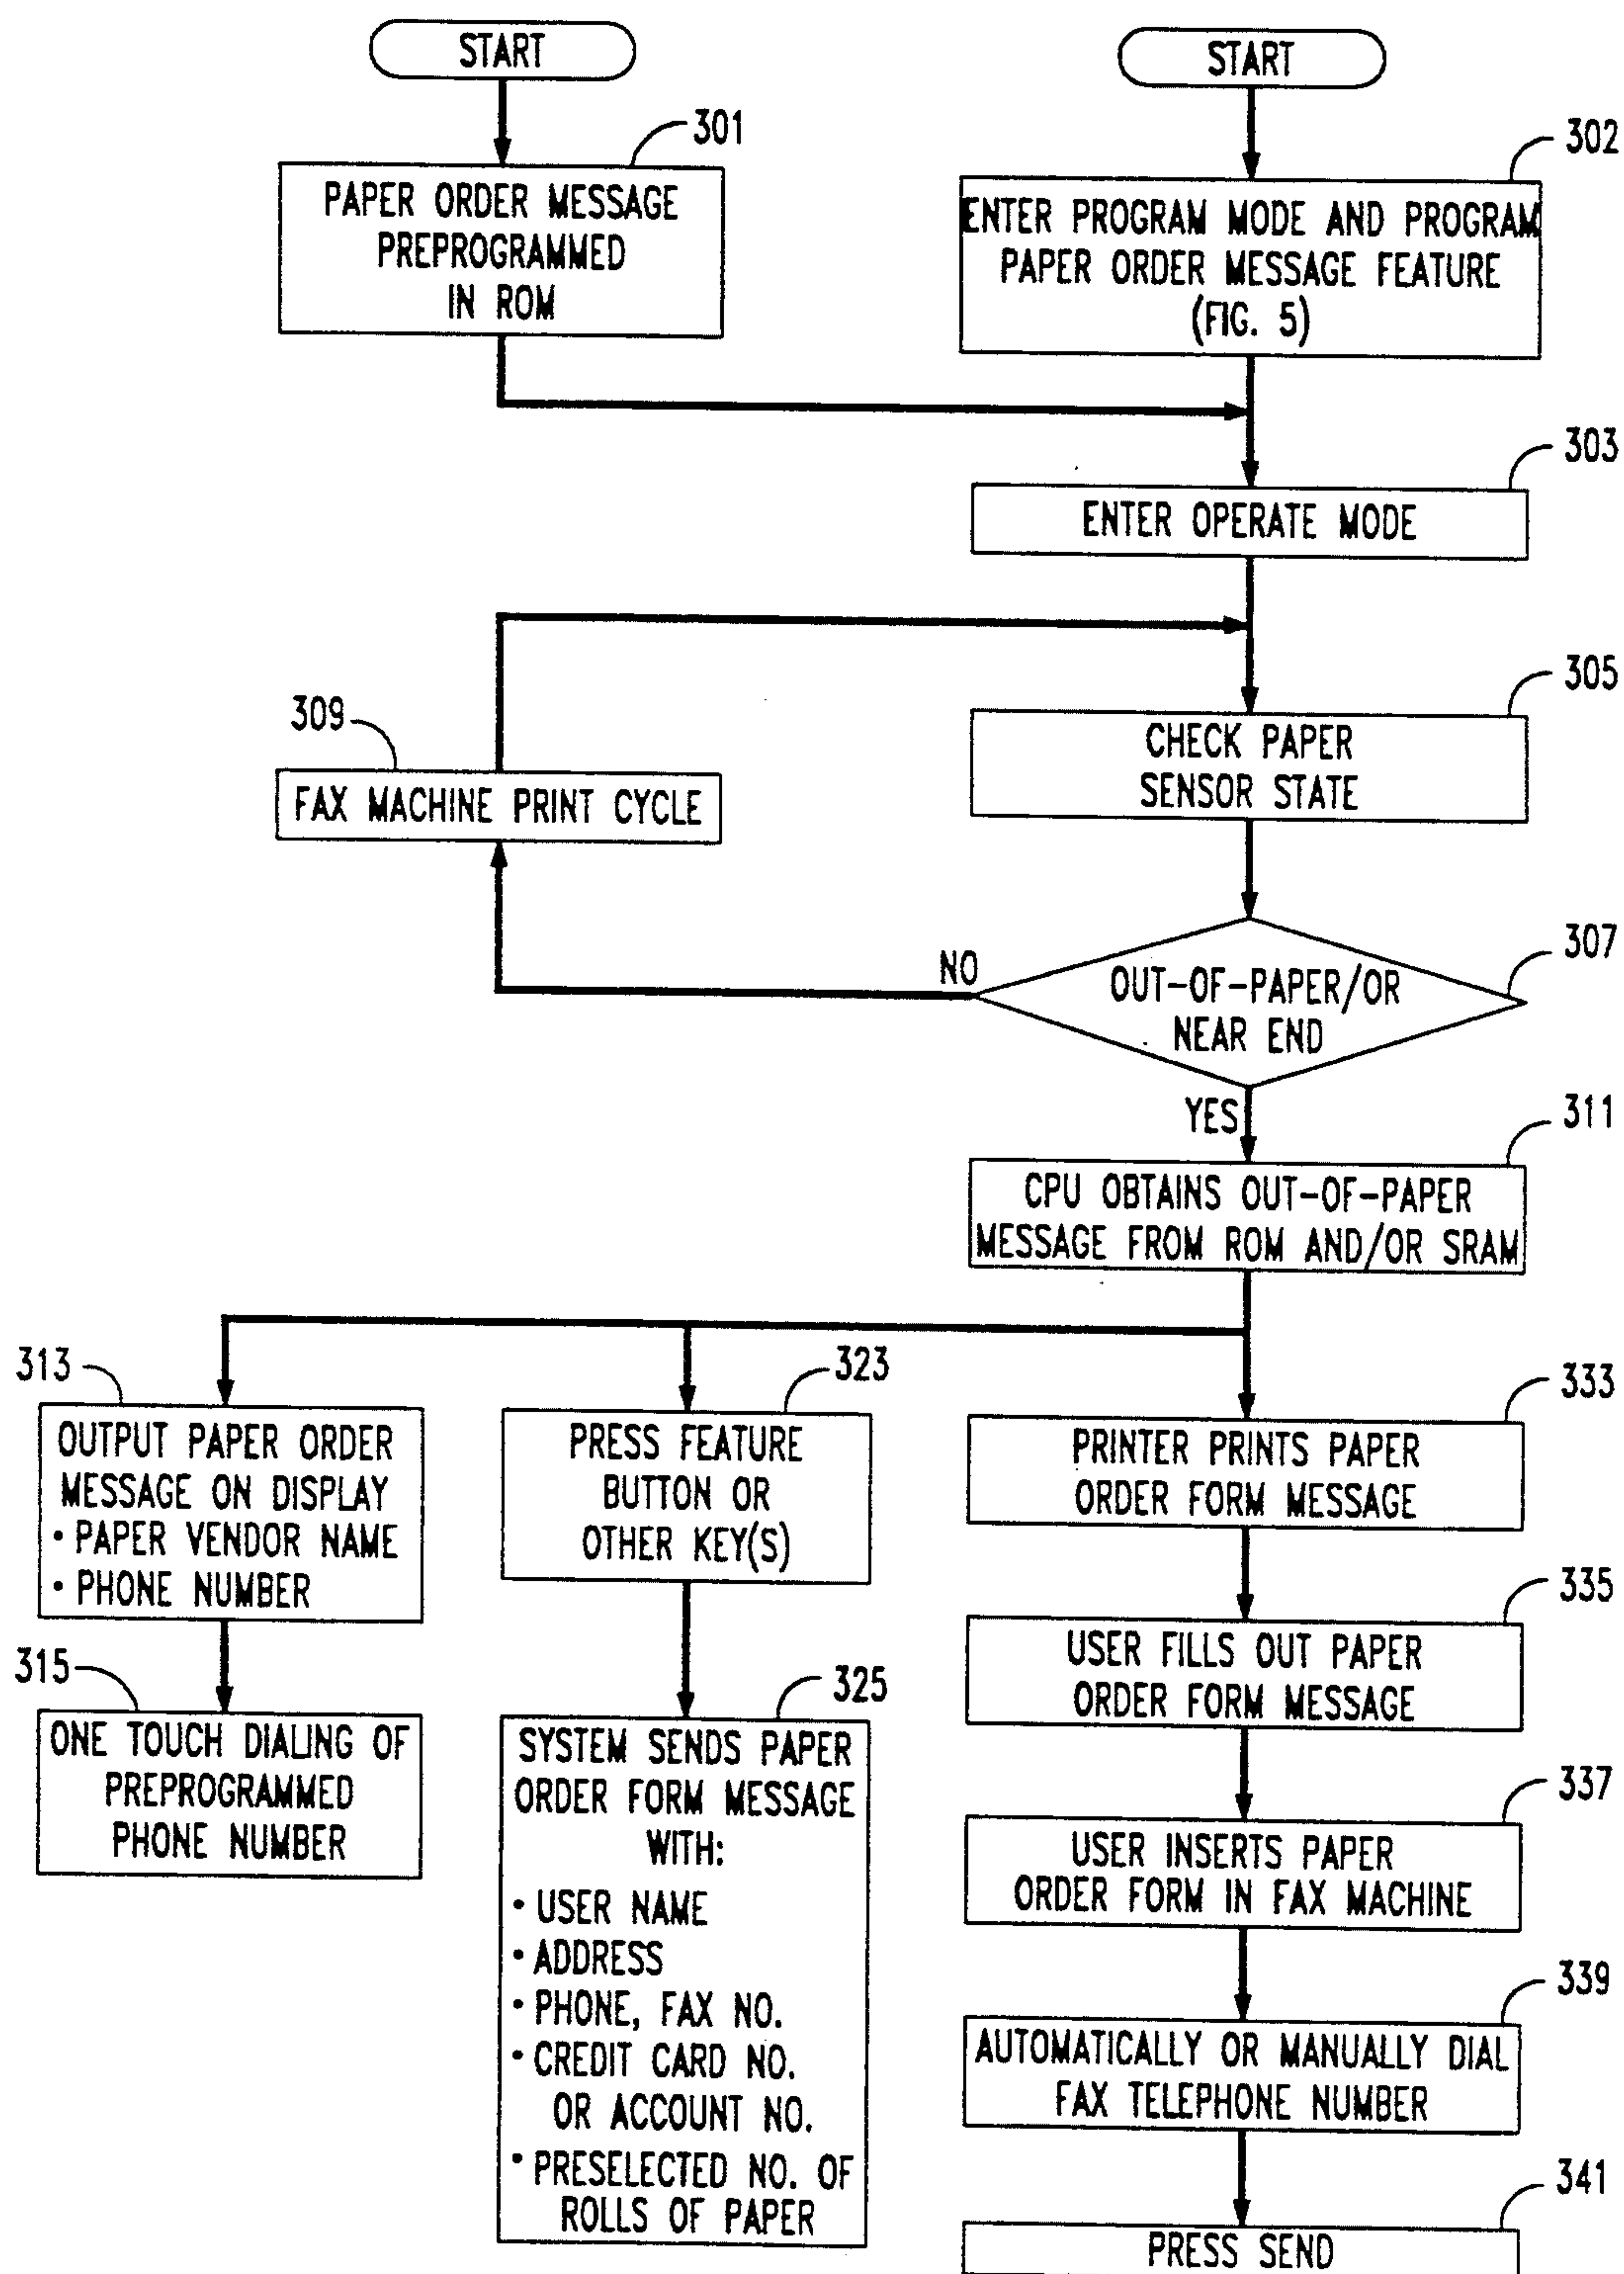 START
301
PAPER ORDER MESSAGE
PREPROGRAMMED
IN ROM
START
302
ENTER PROGRAM MODE AND PROGRAM
PAPER ORDER MESSAGE FEATURE
(FIG. 5)
303
ENTER OPERATE MODE
305
CHECK PAPER
SENSOR STATE
309
FAX MACHINE PRINT CYCLE
307
NO
OUT-OF-PAPER/OR
NEAR END
YES
311
CPU OBTAINS OUT-OF-PAPER
MESSAGE FROM ROM AND/OR SRAM
313
OUTPUT PAPER ORDER
MESSAGE ON DISPLAY
• PAPER VENDOR NAME
• PHONE NUMBER
315
ONE TOUCH DIALING OF
PREPROGRAMMED
PHONE NUMBER
323
PRESS FEATURE
BUTTON OR
OTHER KEY(S)
325
SYSTEM SENDS PAPER
ORDER FORM MESSAGE
WITH:
• USER NAME
• ADDRESS
• PHONE, FAX NO.
• CREDIT CARD NO.
OR ACCOUNT NO.
• PRESELECTED NO. OF
ROLLS OF PAPER
333
PRINTER PRINTS PAPER
ORDER FORM MESSAGE
335
USER FILLS OUT PAPER
ORDER FORM MESSAGE
337
USER INSERTS PAPER
ORDER FORM IN FAX MACHINE
339
AUTOMATICALLY OR MANUALLY DIAL
FAX TELEPHONE NUMBER
341
PRESS SEND